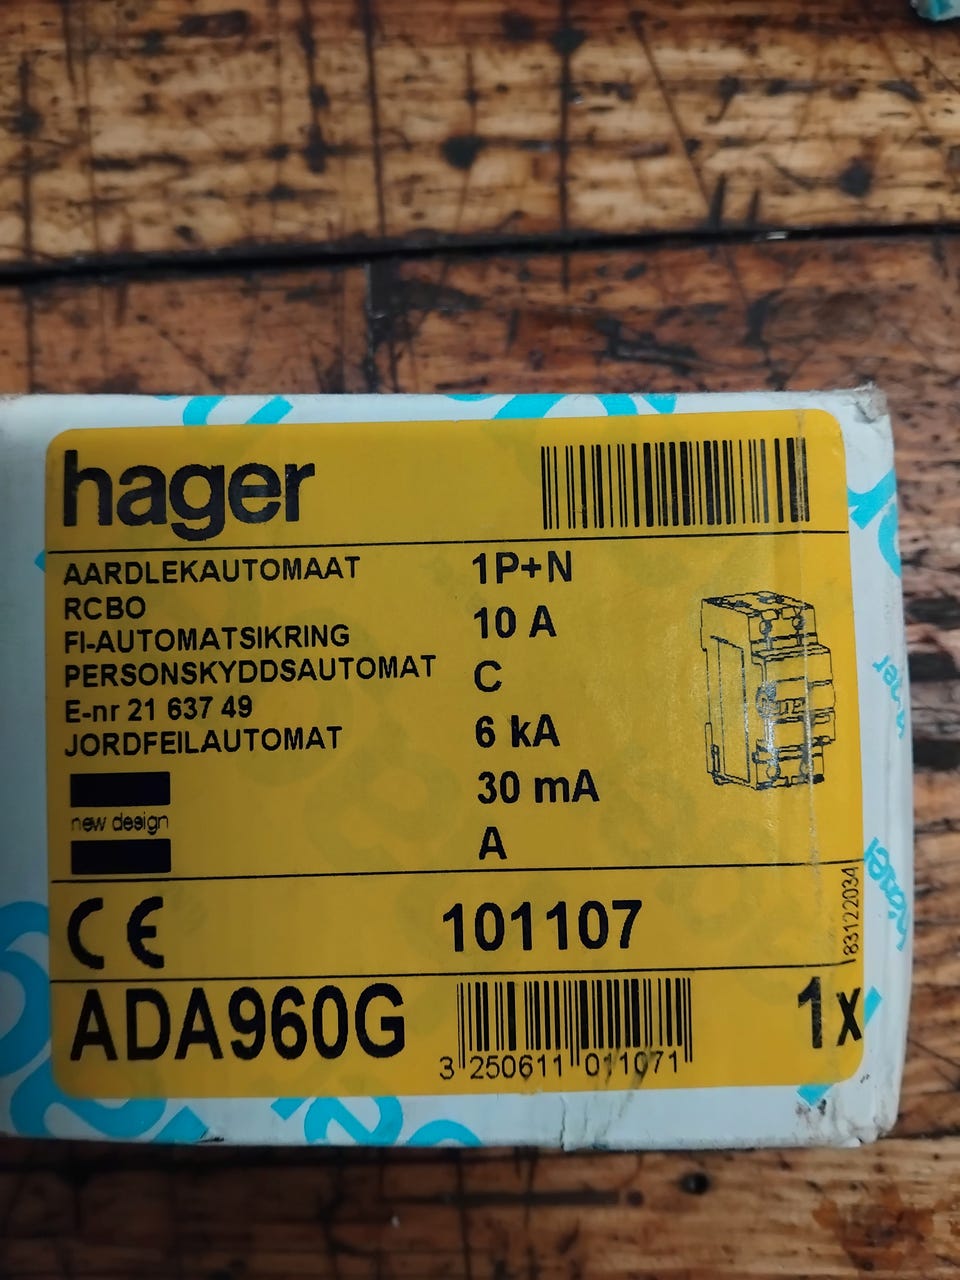 hager
AARDLEKAUTOMAAT
RCBO
FI-AUTOMATSIKRING
PERSONSKYDDSAUTOMAT
E-nr 21 637 49
JORDFEILAUTOMAT
new design
1P+N
10 A
C
6 kA
30 mA
A
101107
83122034
CE
ADA960G
3 250611 011071
1x